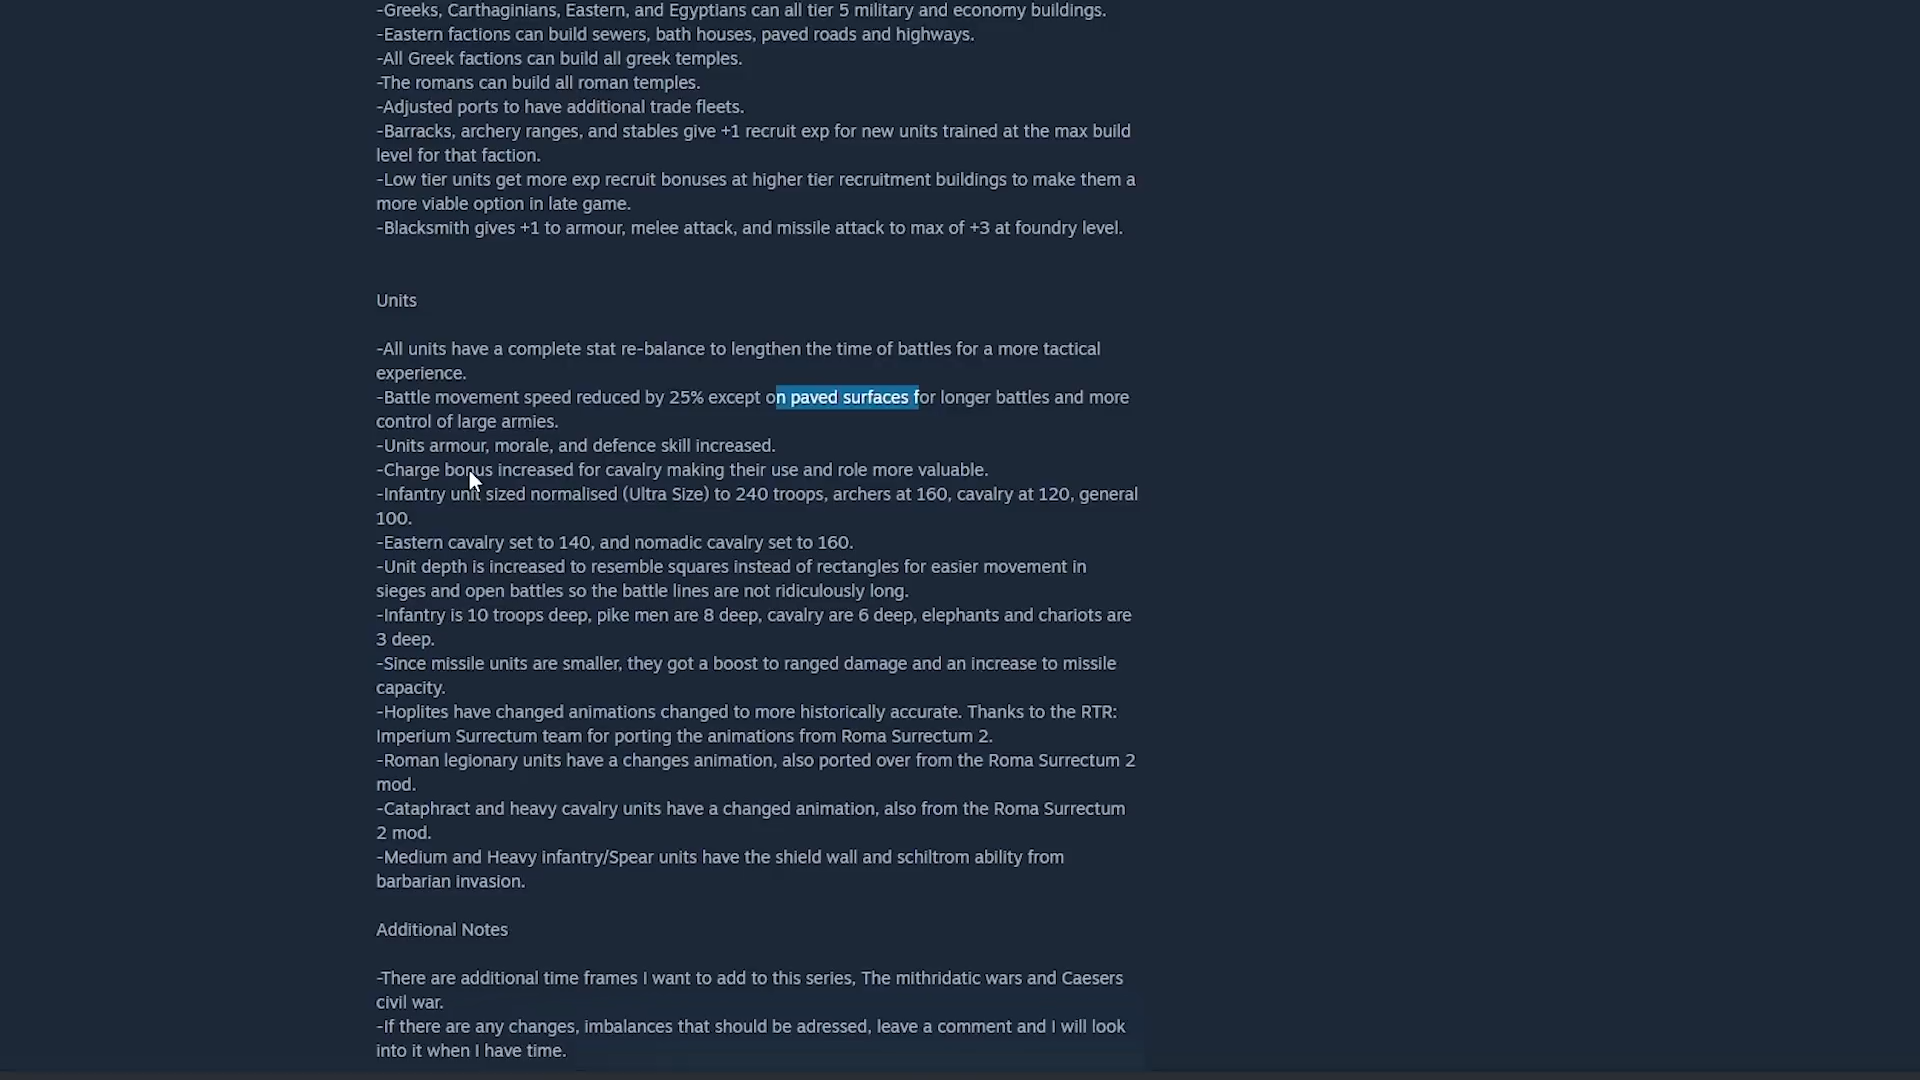 -Greeks, Carthaginians, Eastern, and Egyptians can all tier 5 military and economy buildings.
-Eastern factions can build sewers, bath houses, paved roads and highways.
-All Greek factions can build all greek temples.
-The romans can build all roman temples.
-Adjusted ports to have additional trade fleets.
-Barracks, archery ranges, and stables give +1 recruit exp for new units trained at the max build
level for that faction.
-Low tier units get more exp recruit bonuses at higher tier recruitment buildings to make them a
more viable option in late game.
-Blacksmith gives +1 to armour, melee attack, and missile attack to max of +3 at foundry level.
Units
-All units have a complete stat re-balance to lengthen the time of battles for a more tactical
experience.
-Battle movement speed reduced by 25% except on paved surfaces for longer battles and more
control of large armies.
-Units armour, morale, and defence skill increased.
-Charge bonus increased for cavalry making their use and role more valuable.
-Infantry unit sized normalised (Ultra Size) to 240 troops, archers at 160, cavalry at 120, general
100.
-Eastern cavalry set to 140, and nomadic cavalry set to 160.
-Unit depth is increased to resemble squares instead of rectangles for easier movement in
sieges and open battles so the battle lines are not ridiculously long.
-Infantry is 10 troops deep, pike men are 8 deep, cavalry are 6 deep, elephants and chariots are
3 deep.
-Since missile units are smaller, they got a boost to ranged damage and an increase to missile
capacity.
-Hoplites have changed animations changed to more historically accurate. Thanks to the RTR:
Imperium Surrectum team for porting the animations from Roma Surrectum 2.
-Roman legionary units have a changes animation, also ported over from the Roma Surrectum 2
mod.
-Cataphract and heavy cavalry units have a changed animation, also from the Roma Surrectum
2 mod.
-Medium and Heavy infantry/Spear units have the shield wall and schiltrom ability from
barbarian invasion.
Additional Notes
-There are additional time frames I want to add to this series, The mithridatic wars and Caesers
civil war.
-If there are any changes, imbalances that should be adressed, leave a comment and I will look
into it when I have time.